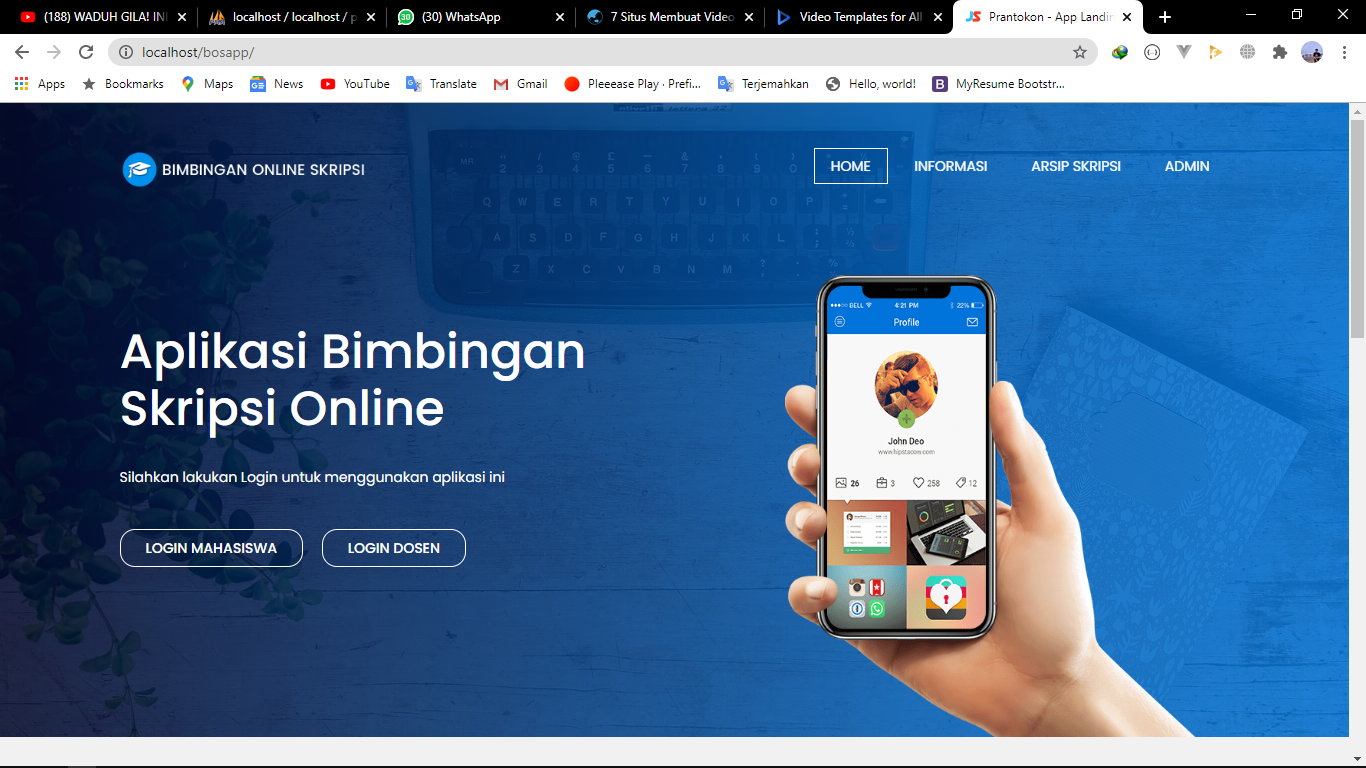 (188) WADUH GILA! INI
localhost / localhost / p
(30) WhatsApp
7 Situs Membuat Video
Video Templates for All
Prantokon - App Landin
localhost/bosapp/
Apps
Bookmarks
Maps
News
YouTube
Translate
Gmail
Pleeease Play · Prefi...
Terjemahkan
Hello, world!
MyResume Bootstr...
BIMBINGAN ONLINE SKRIPSI
HOME
INFORMASI
ARSIP SKRIPSI
ADMIN
Q W E R T Y U I O P
A S D F G H J K L
Z X C V B N M
Aplikasi Bimbingan
Skripsi Online
Silahkan lakukan Login untuk menggunakan aplikasi ini
LOGIN MAHASISWA
LOGIN DOSEN
BELL
4:21 PM
22%
Profile
John Deo
www.hipstacow.com
26
3
258
12